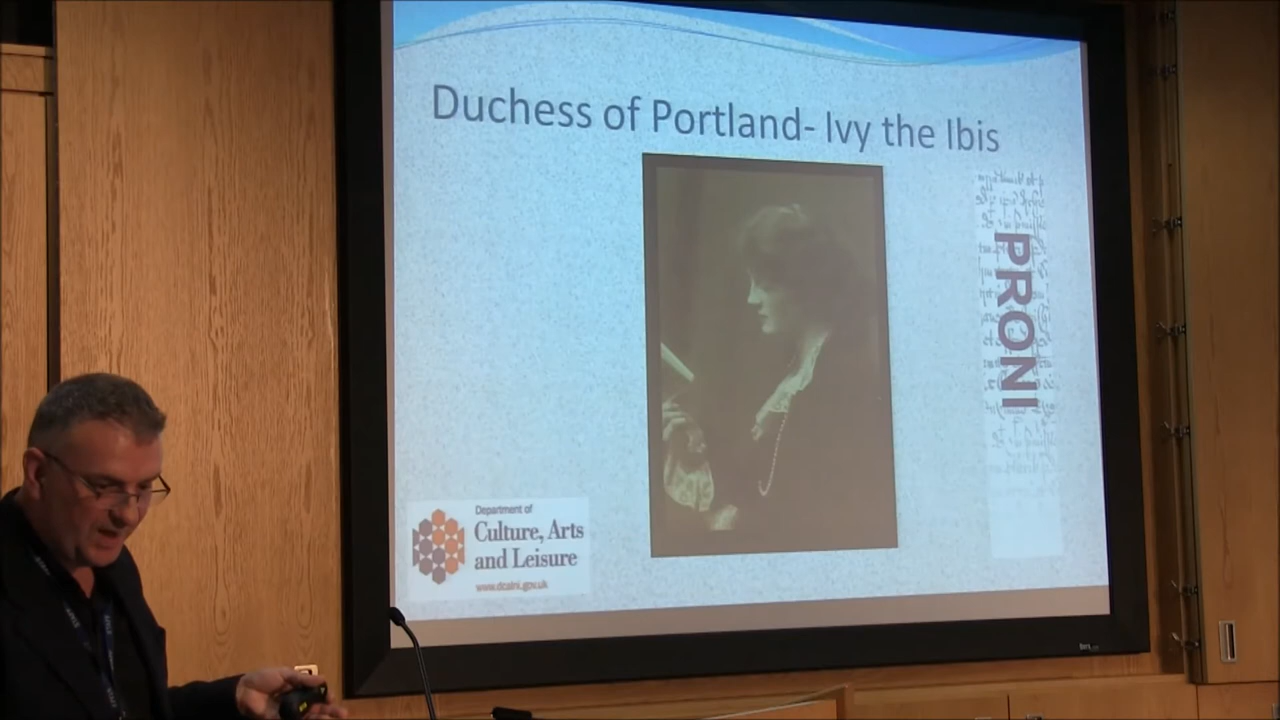 Duchess of Portland- Ivy the Ibis
PRONI
Department of
Culture, Arts
and Leisure
www.dcalni.gov.uk